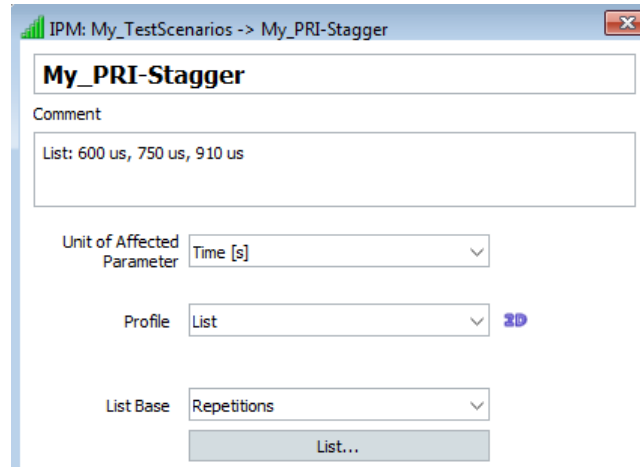 IPM: My_TestScenarios -> My_PRI-Stagger
My_PRI-Stagger
Comment
List: 600 us, 750 us, 910 us
Unit of Affected
Parameter
Time [s]
Profile
List
2D
List Base
Repetitions
List...